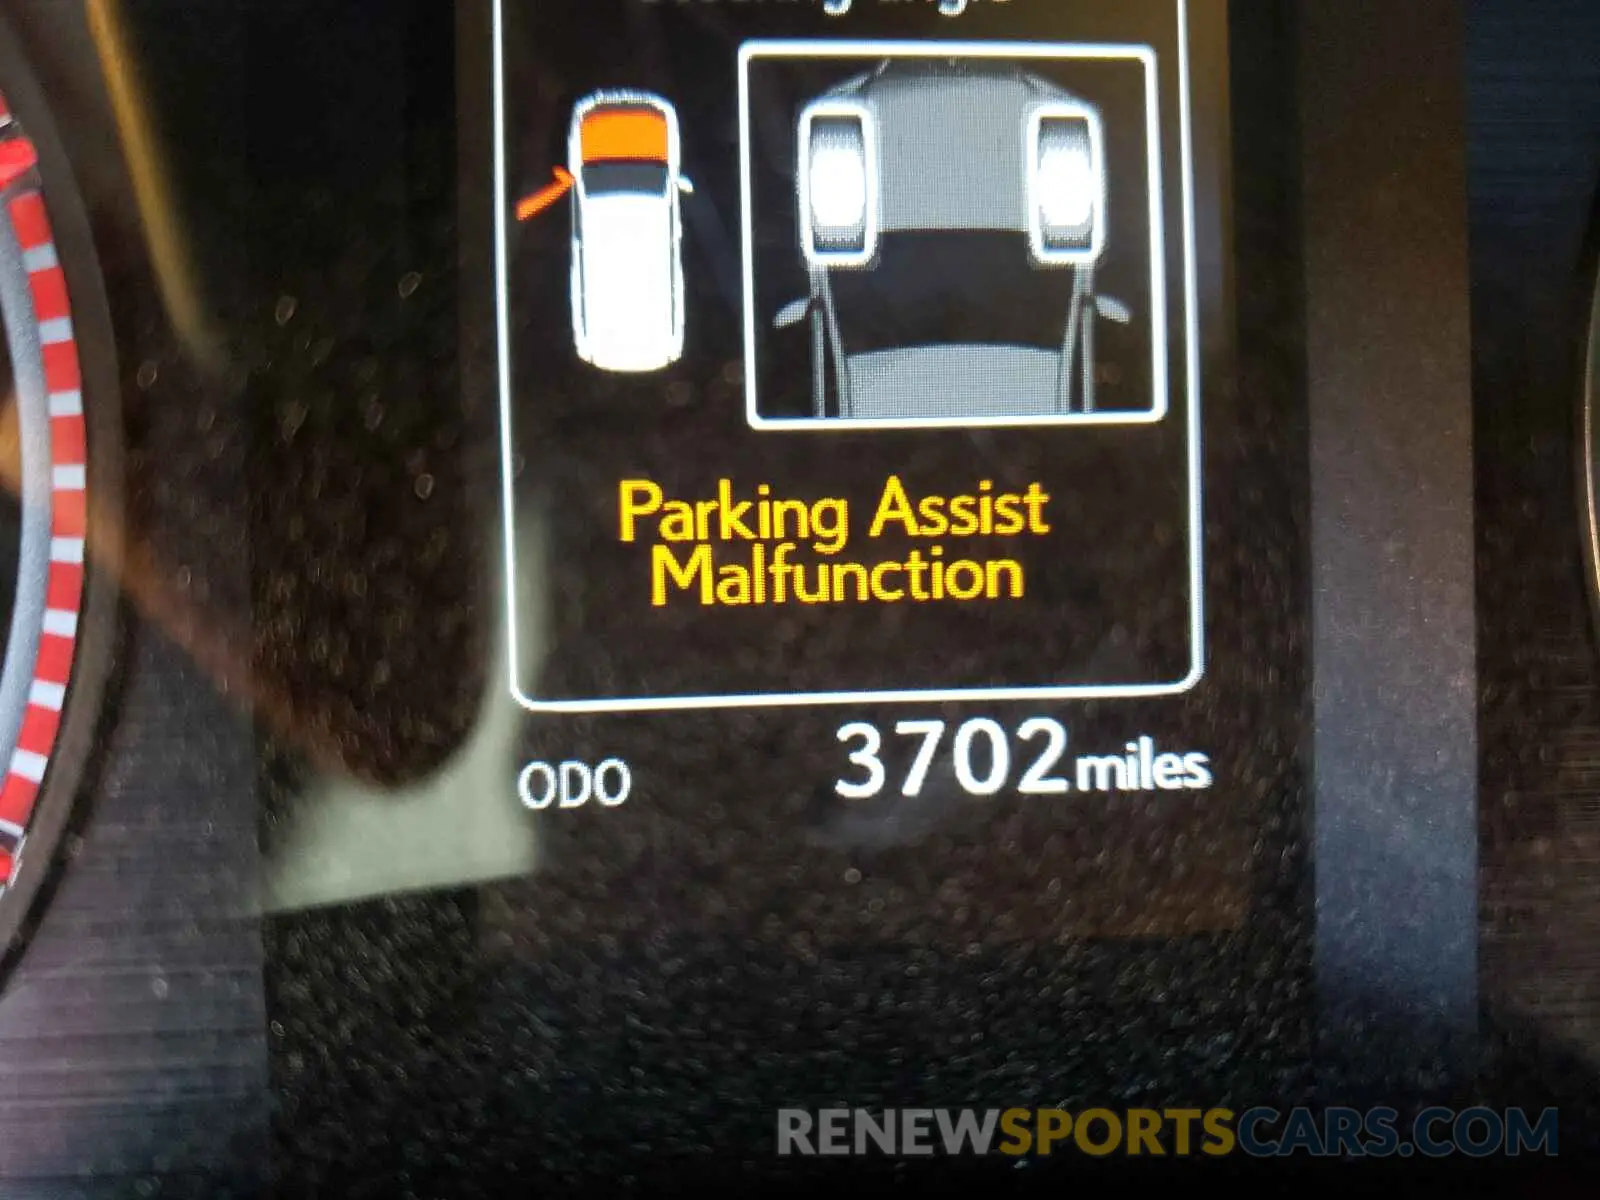 Parking Assist
Malfunction
ODO 3702 miles
RENEWSPORTSCARS.COM